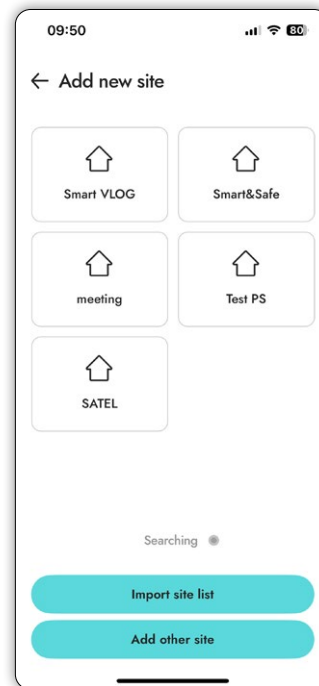 09:50
80
← Add new site
Smart VLOG
Smart&Safe
meeting
Test PS
SATEL
Searching
Import site list
Add other site